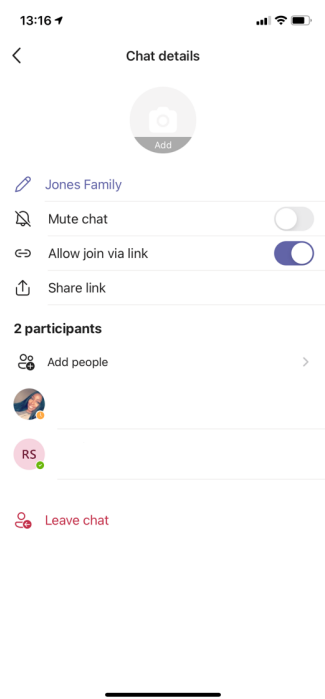 13:16
Chat details
Add
Jones Family
Mute chat
Allow join via link
Share link
2 participants
Add people
RS
Leave chat